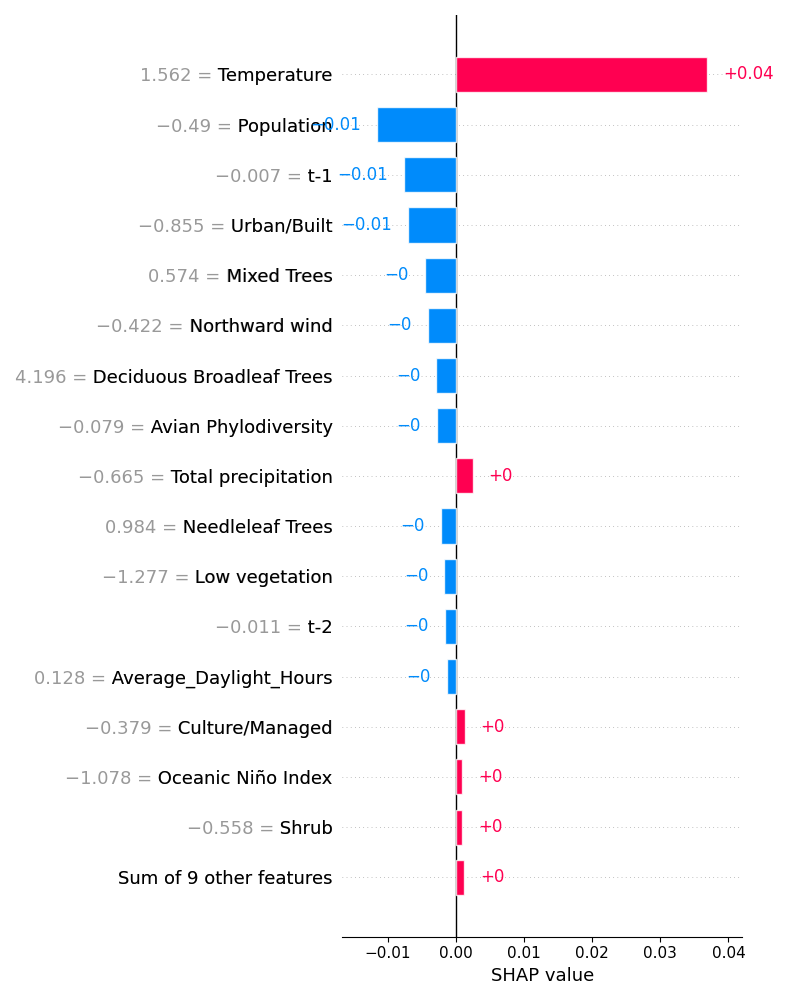 1.562 = Temperature +0.04
−0.49 = Population −0.01
−0.007 = t-1 −0.01
−0.855 = Urban/Built −0.01
0.574 = Mixed Trees −0
−0.422 = Northward wind −0
4.196 = Deciduous Broadleaf Trees −0
−0.079 = Avian Phylodiversity −0
−0.665 = Total precipitation +0
0.984 = Needleleaf Trees −0
−1.277 = Low vegetation −0
−0.011 = t-2 −0
0.128 = Average_Daylight_Hours −0
−0.379 = Culture/Managed +0
−1.078 = Oceanic Niño Index +0
−0.558 = Shrub +0
Sum of 9 other features +0
−0.01 0.00 0.01 0.02 0.03 0.04
SHAP value